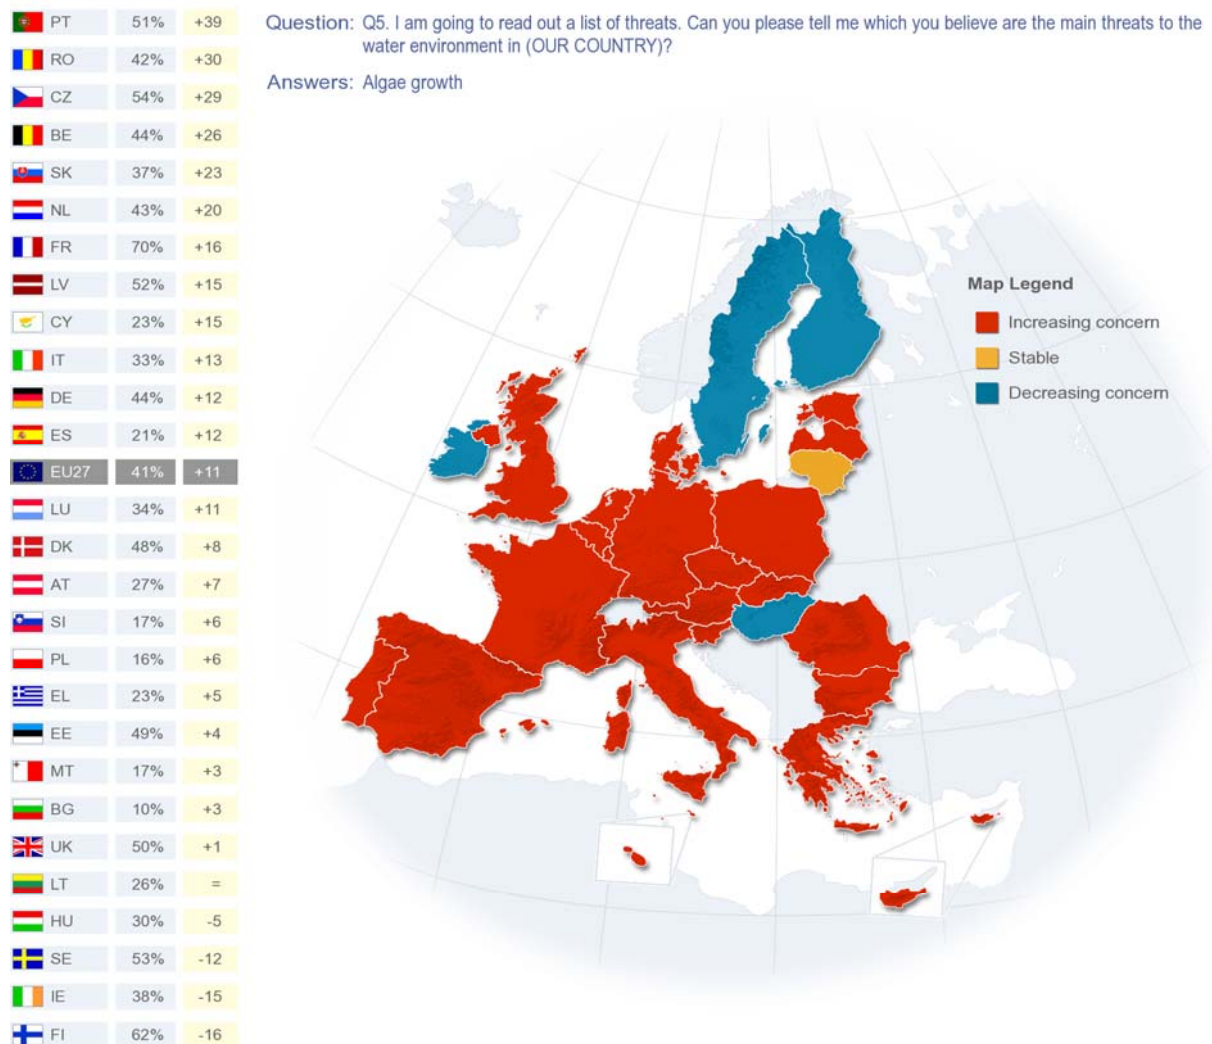 Question: Q5. I am going to read out a list of threats. Can you please tell me which you believe are the main threats to the
water environment in (OUR COUNTRY)?
Answers: Algae growth
PT 51% +39
RO 42% +30
CZ 54% +29
BE 44% +26
SK 37% +23
NL 43% +20
FR 70% +16
LV 52% +15
CY 23% +15
IT 33% +13
DE 44% +12
ES 21% +12
EU27 41% +11
LU 34% +11
DK 48% +8
AT 27% +7
SI 17% +6
PL 16% +6
EL 23% +5
EE 49% +4
MT 17% +3
BG 10% +3
UK 50% +1
LT 26% =
HU 30% -5
SE 53% -12
IE 38% -15
FI 62% -16
Map Legend
Increasing concern
Stable
Decreasing concern